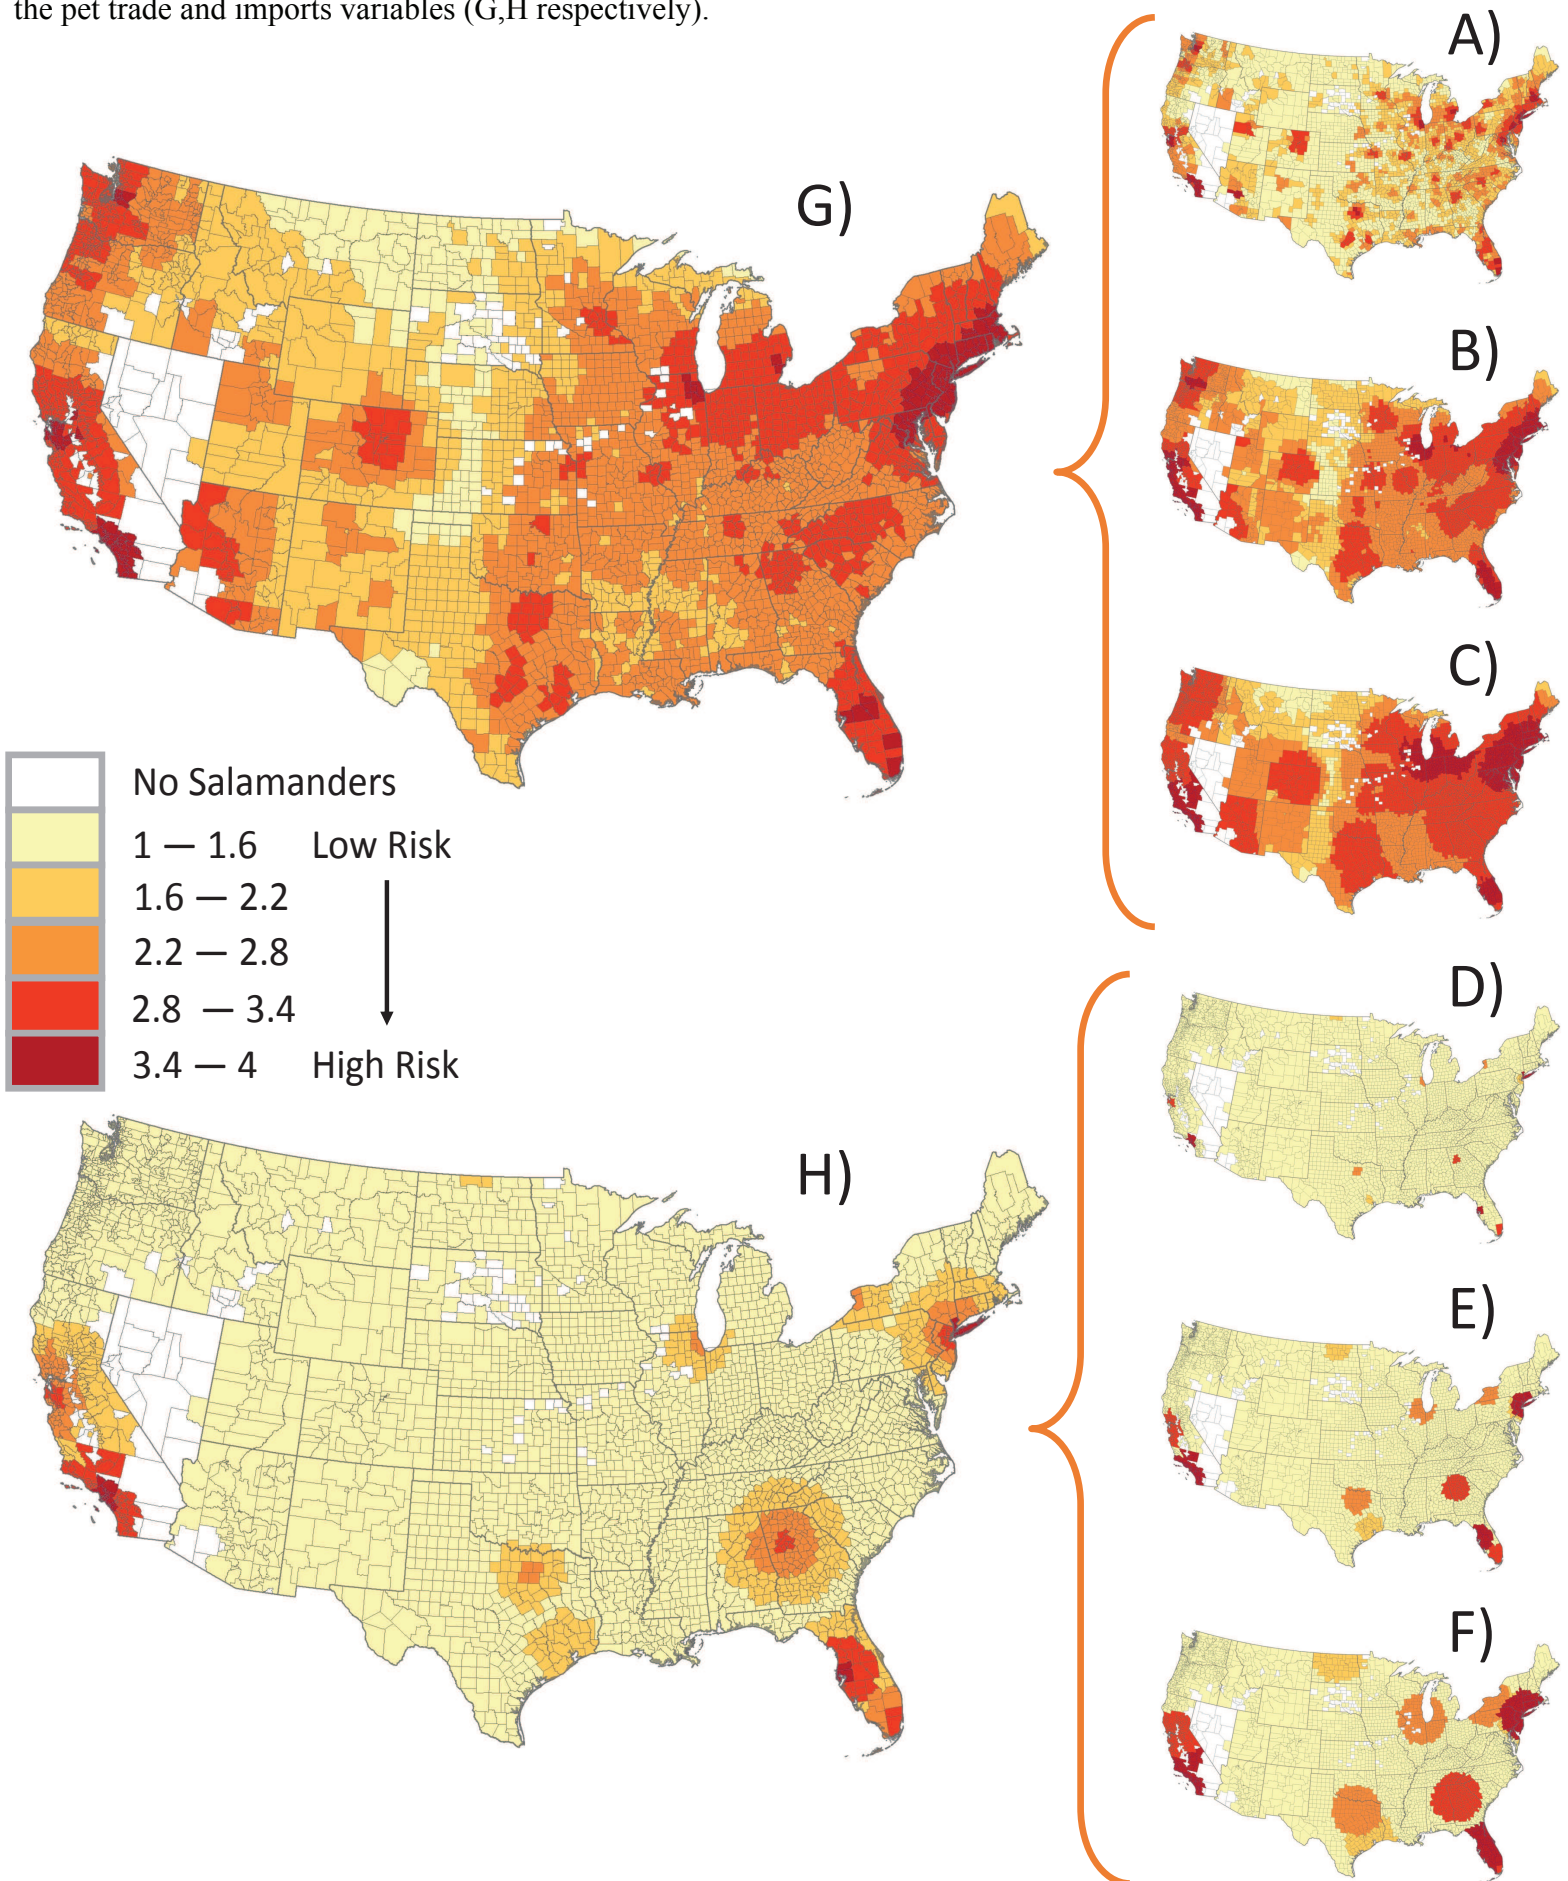 the pet trade and imports variables (G,H respectively).
A)
G)
B)
C)
No Salamanders
1 — 1.6 Low Risk
1.6 — 2.2
2.2 — 2.8
2.8 — 3.4
3.4 — 4 High Risk
D)
H)
E)
F)